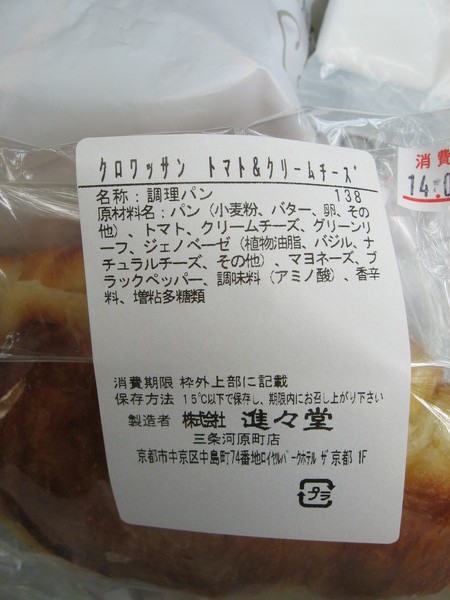 クロワッサン トマト&クリームチーズ
名称：調理パン 138
原材料名：パン（小麦粉、バター、卵、その
他）、トマト、クリームチーズ、グリーンリ
ーフ、ジェノベーゼ（植物油脂、バジル、ナ
チュラルチーズ、その他）、マヨネーズ、ブ
ラックペッパー、調味料（アミノ酸）、香辛
料、増粘多糖類
消費期限 枠外上部に記載
保存方法 15℃以下で保存し、期限内にお召し上がり下さい
製造者 株式会社 進々堂
三条河原町店
京都市中京区中島町74番地ロイヤルパークホテル ザ 京都 1F
プラ
消費
14.0